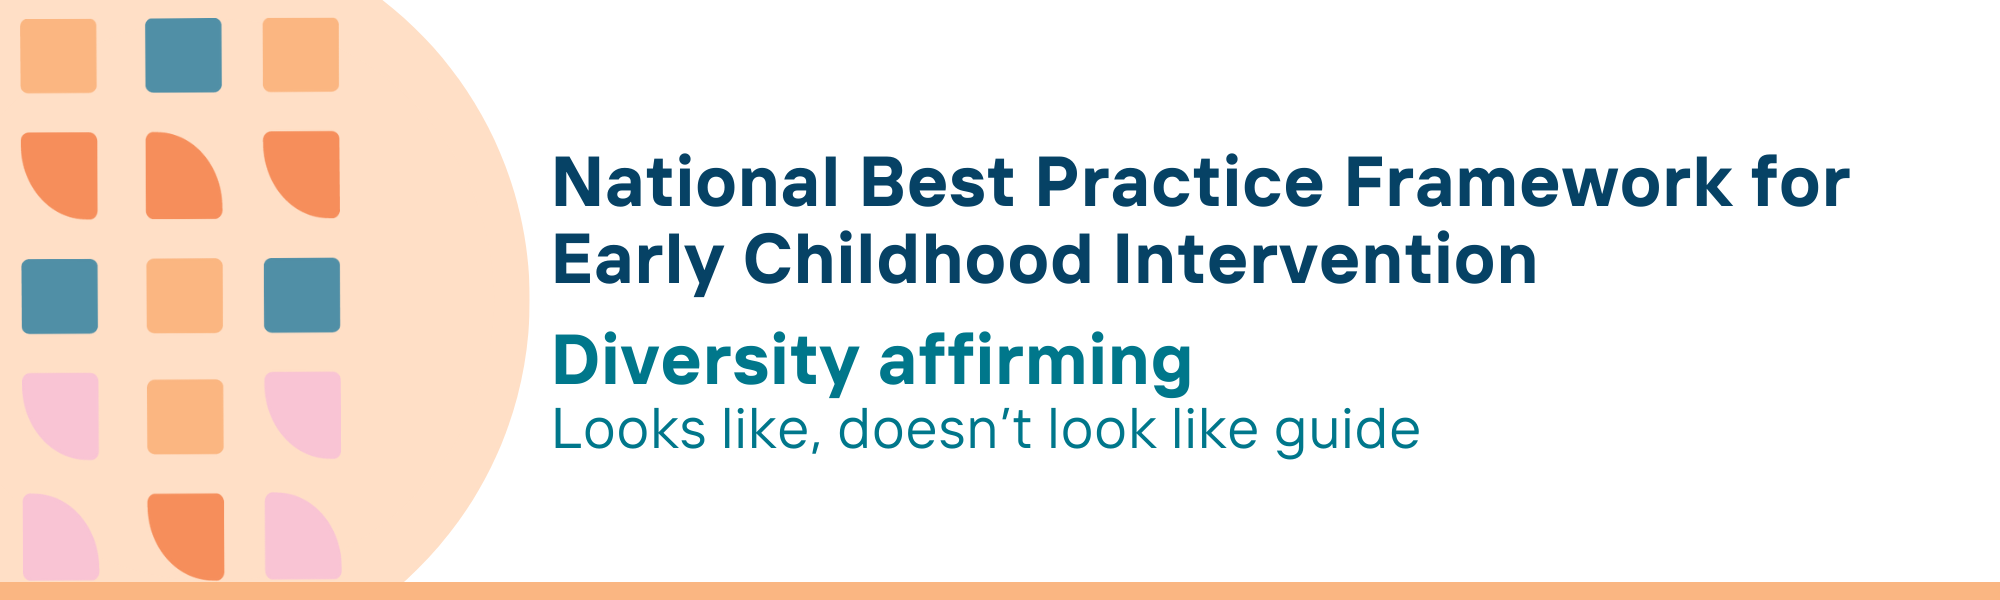 National Best Practice Framework for
Early Childhood Intervention
Diversity affirming
Looks like, doesn’t look like guide